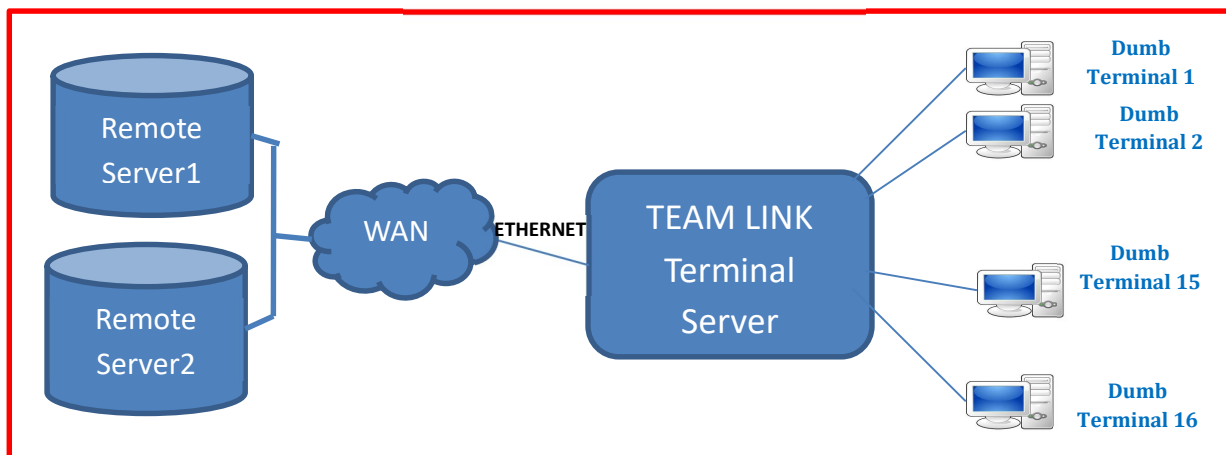 Remote
Server1
Remote
Server2
WAN
ETHERNET
TEAM LINK
Terminal
Server
Dumb
Terminal 1
Dumb
Terminal 2
Dumb
Terminal 15
Dumb
Terminal 16